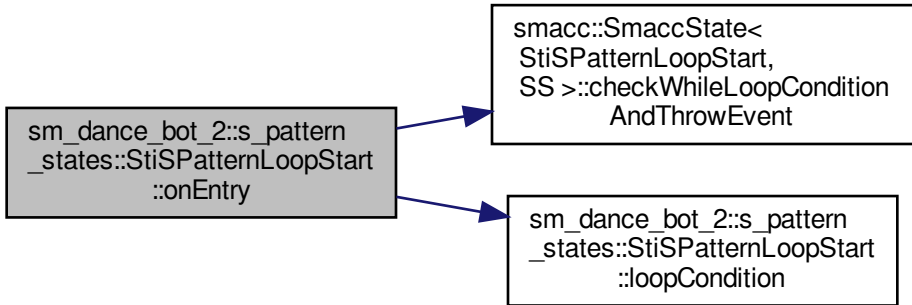 sm_dance_bot_2::s_pattern
_states::StiSPatternLoopStart
::onEntry
smacc::SmaccState<
StiSPatternLoopStart,
SS >::checkWhileLoopCondition
AndThrowEvent
sm_dance_bot_2::s_pattern
_states::StiSPatternLoopStart
::loopCondition